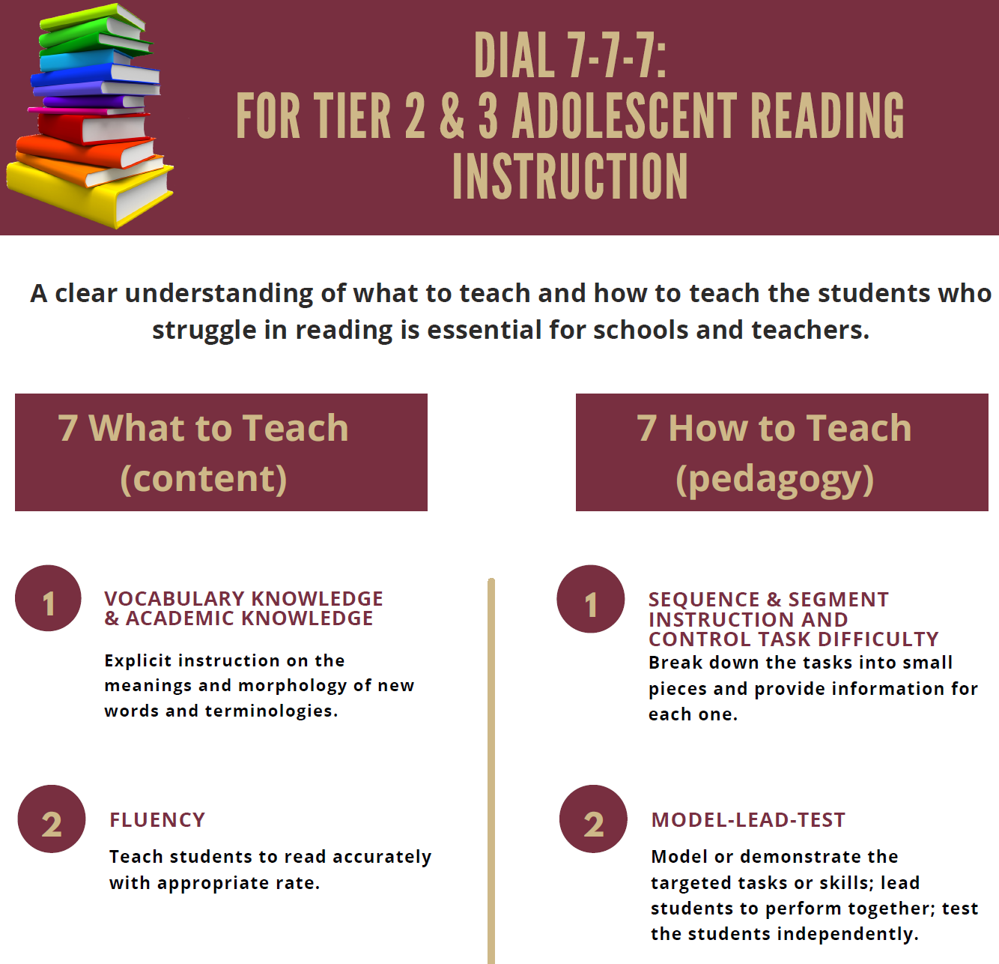 DIAL 7-7-7:
FOR TIER 2 & 3 ADOLESCENT READING
INSTRUCTION
A clear understanding of what to teach and how to teach the students who
struggle in reading is essential for schools and teachers.
7 What to Teach
(content)
1
VOCABULARY KNOWLEDGE
& ACADEMIC KNOWLEDGE
Explicit instruction on the
meanings and morphology of new
words and terminologies.
2
FLUENCY
Teach students to read accurately
with appropriate rate.
7 How to Teach
(pedagogy)
1
SEQUENCE & SEGMENT
INSTRUCTION AND
CONTROL TASK DIFFICULTY
Break down the tasks into small
pieces and provide information for
each one.
2
MODEL-LEAD-TEST
Model or demonstrate the
targeted tasks or skills; lead
students to perform together; test
the students independently.